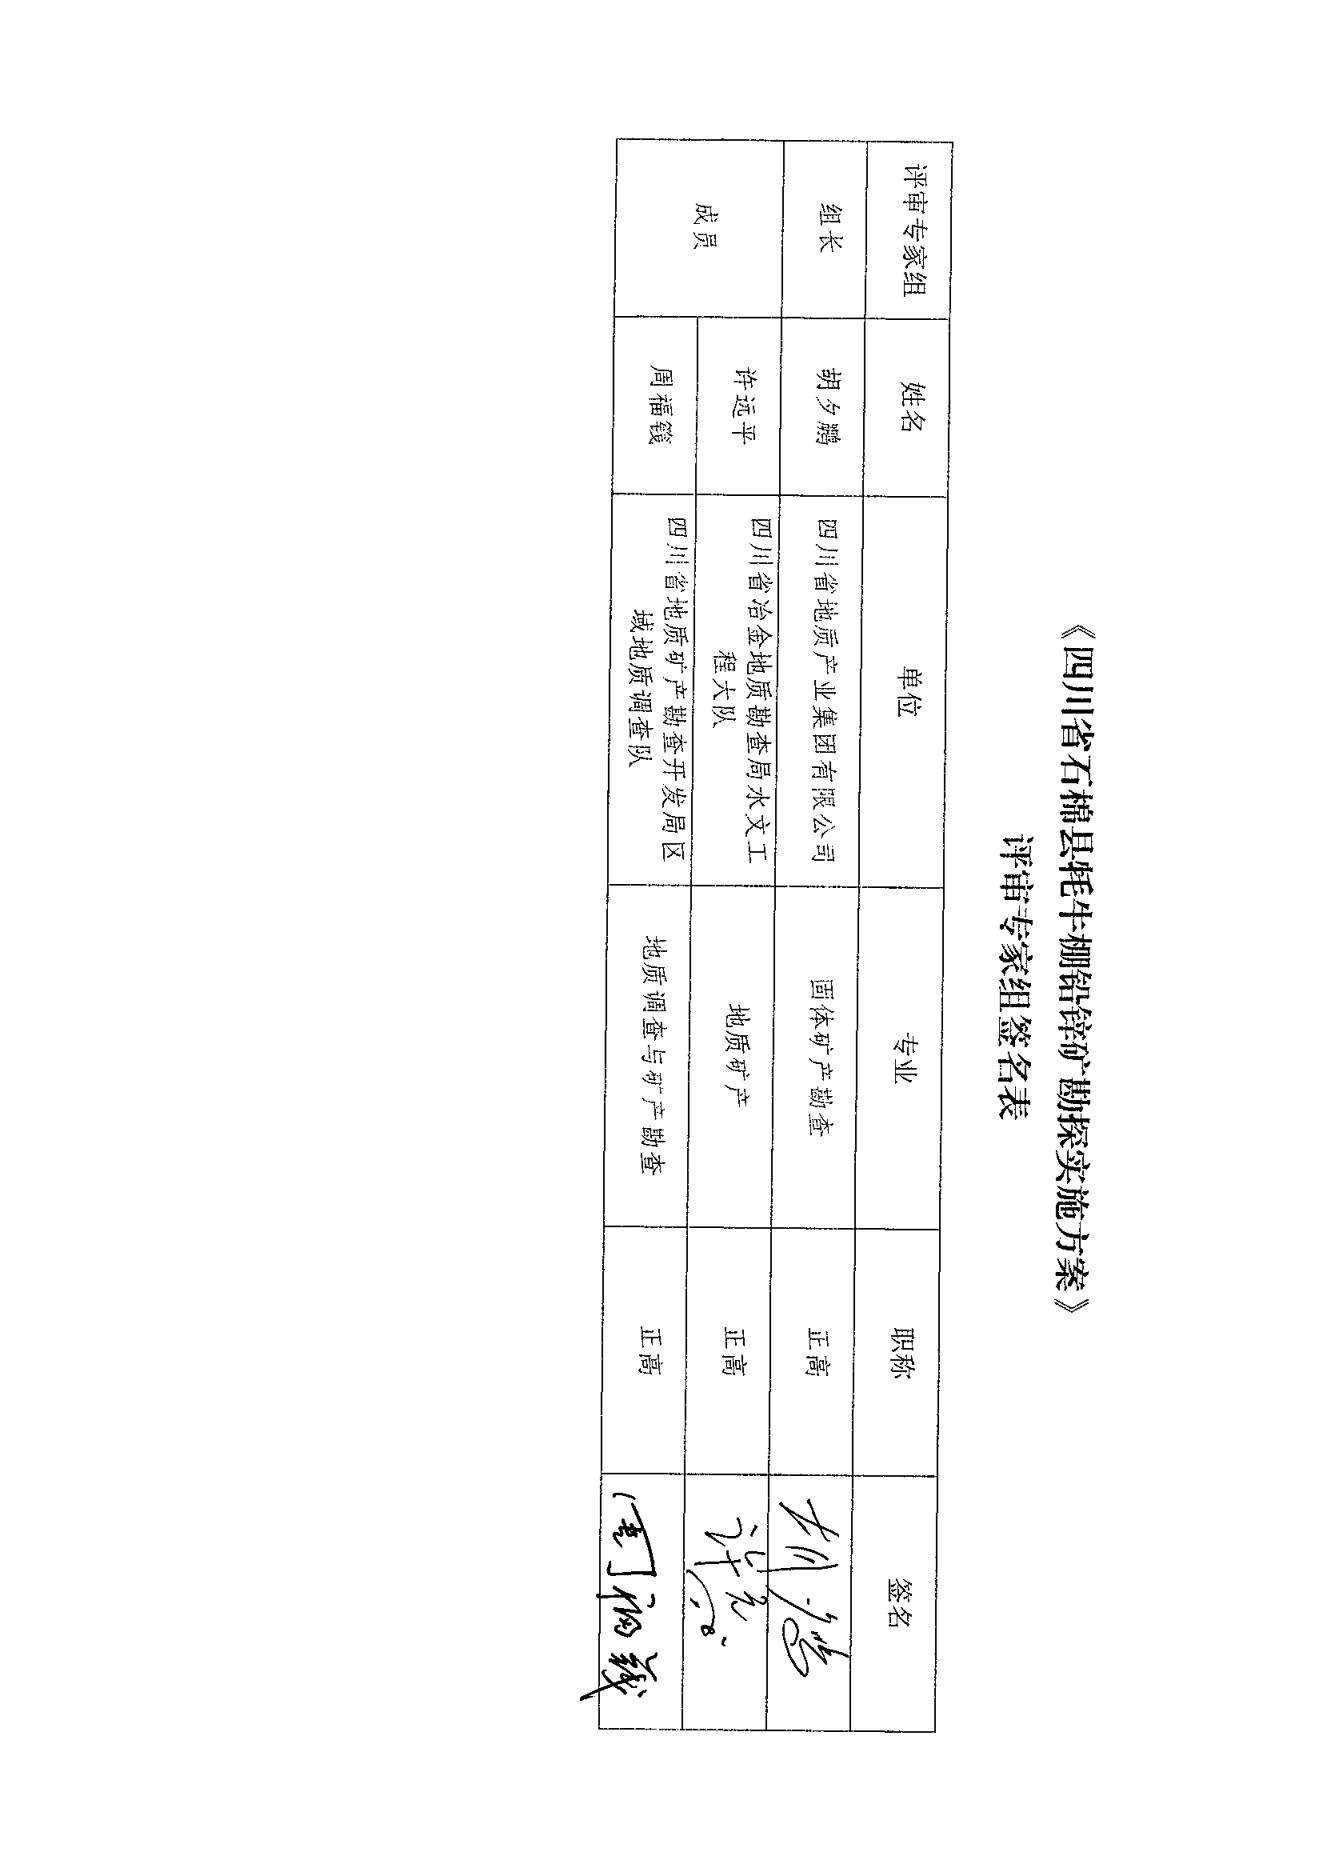 《四川省石棉县牦牛棚铅锌矿勘探实施方案》
评审专家组签名表
评审专家组 姓名 单位 专业 职称 签名
组长 胡夕鹏 四川省地质产业集团有限公司 固体矿产勘查 正高
成员 许远平 四川省冶金地质勘查局水文工
程大队 地质矿产 正高
周福籛 四川省地质矿产勘查开发局区
域地质调查队 地质调查与矿产勘查 正高